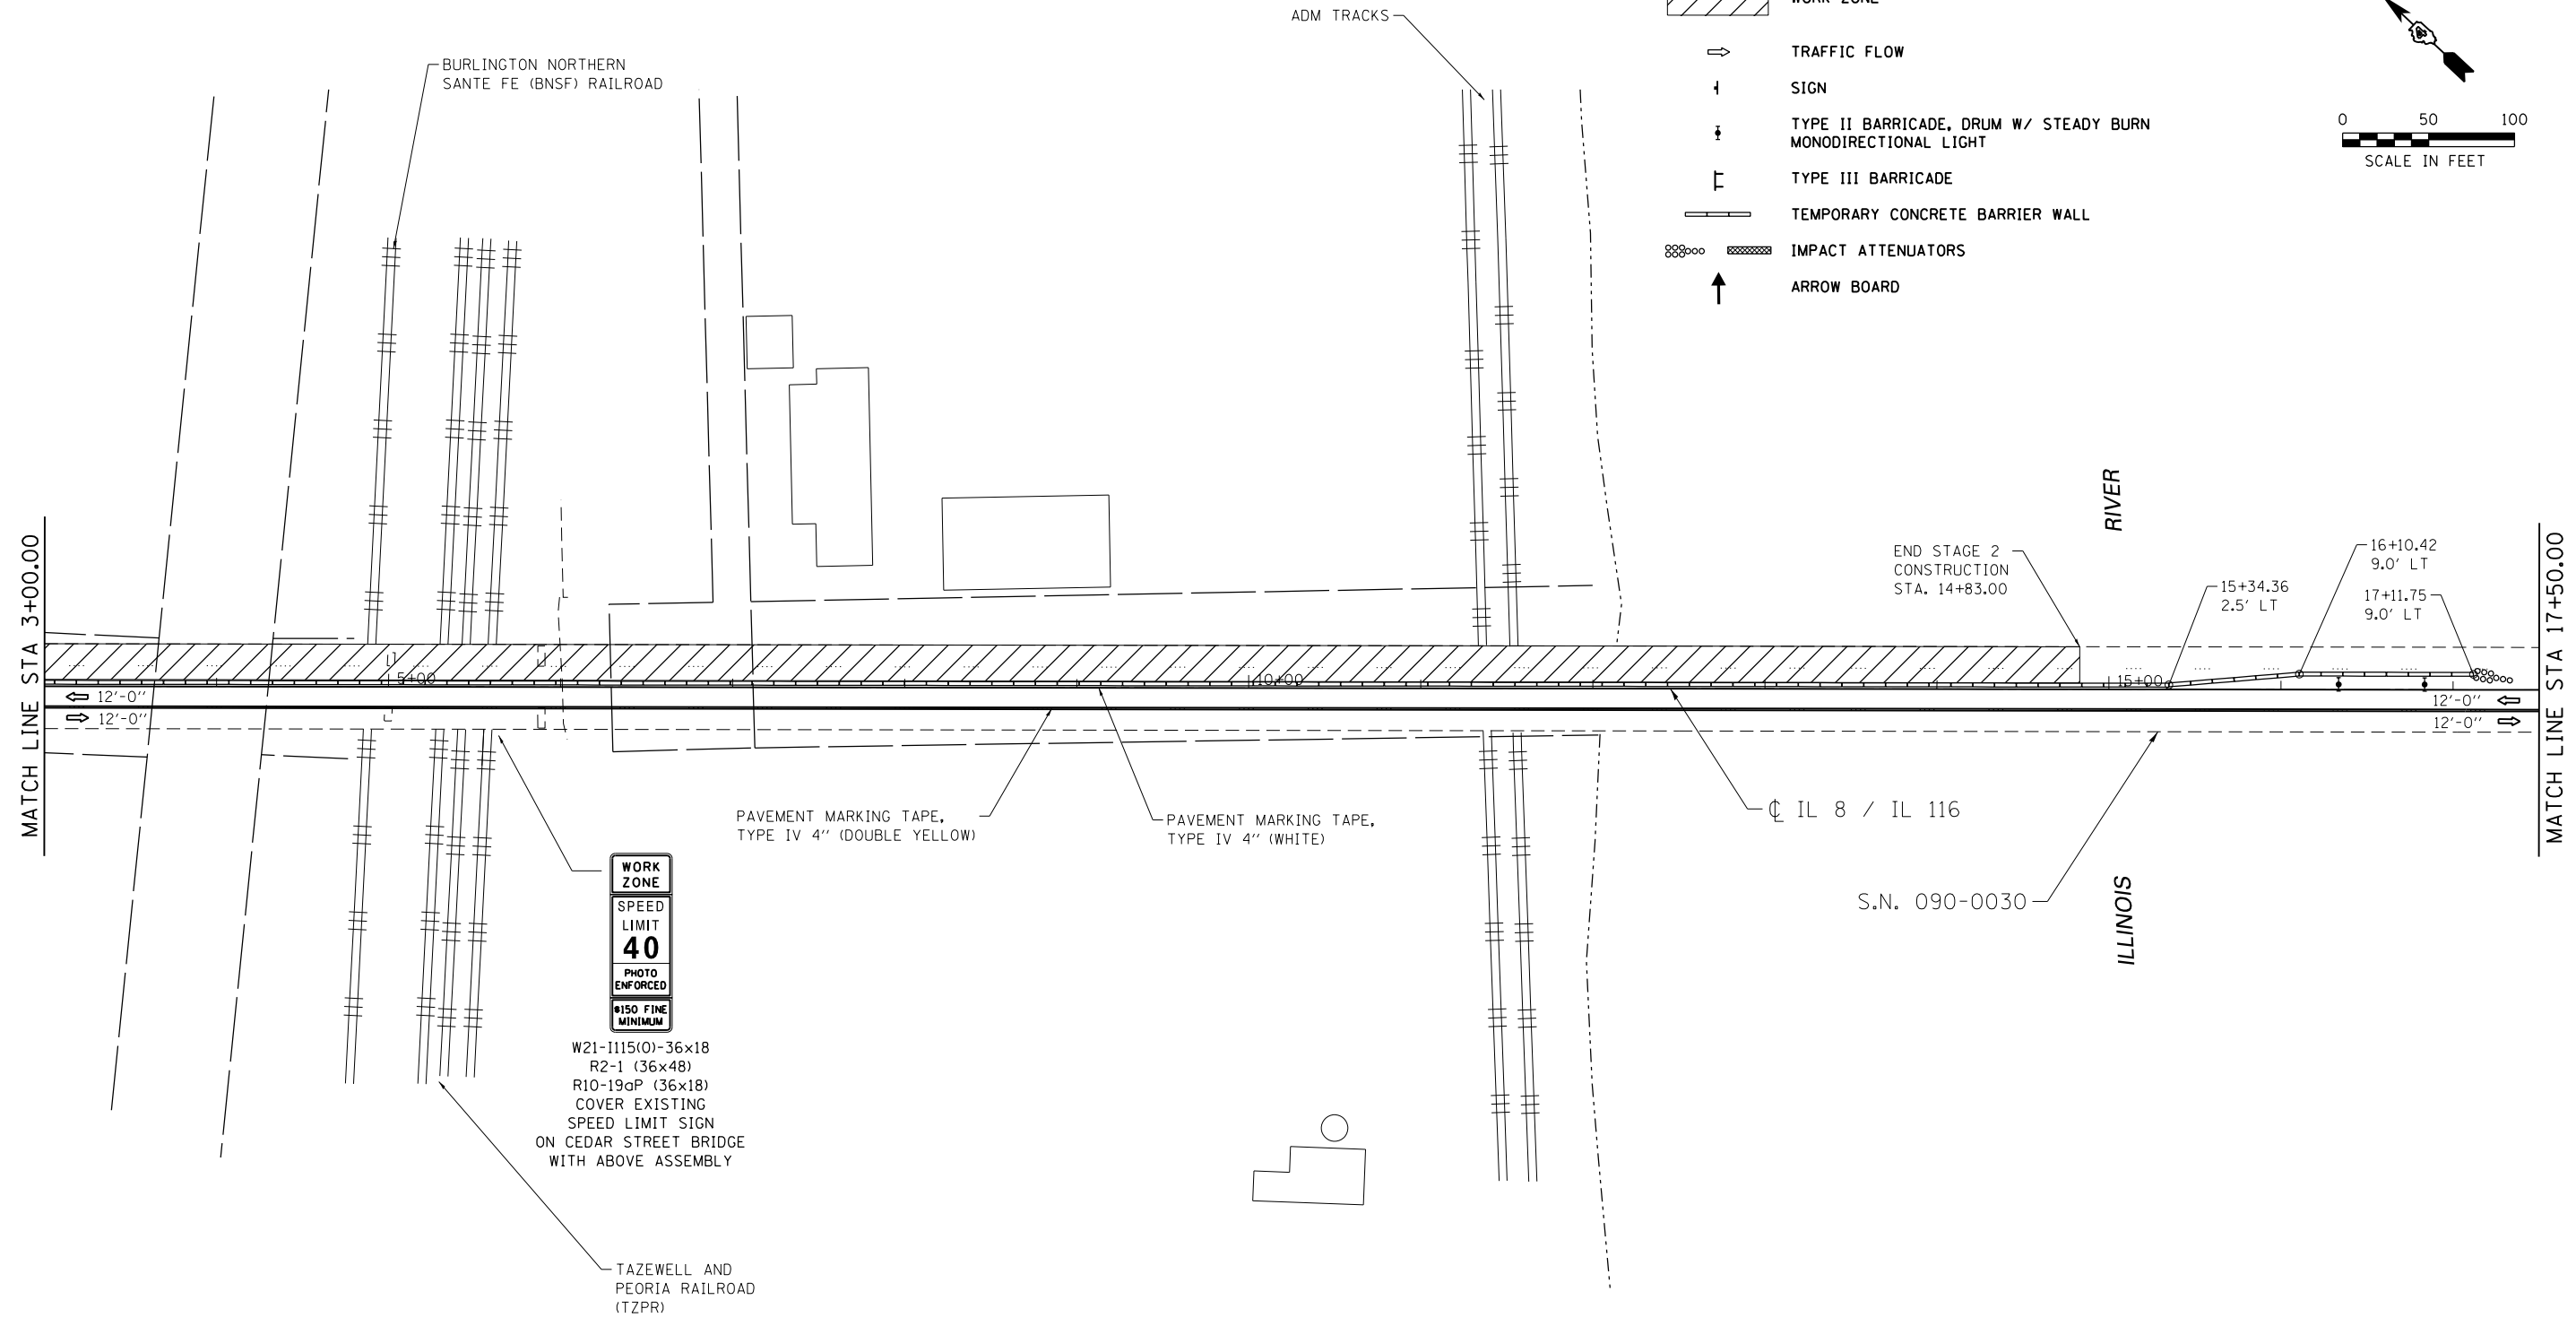 ADM TRACKS
BURLINGTON NORTHERN
SANTE FE (BNSF) RAILROAD
TRAFFIC FLOW
SIGN
TYPE II BARRICADE, DRUM W/ STEADY BURN
MONODIRECTIONAL LIGHT
TYPE III BARRICADE
TEMPORARY CONCRETE BARRIER WALL
IMPACT ATTENUATORS
ARROW BOARD
0 50 100
SCALE IN FEET
MATCH LINE STA 3+00.00
RIVER
END STAGE 2
CONSTRUCTION
STA. 14+83.00
15+34.36
2.5' LT
16+10.42
9.0' LT
17+11.75
9.0' LT
MATCH LINE STA 17+50.00
5+00
10+00
15+00
12'-0"
12'-0"
12'-0"
12'-0"
PAVEMENT MARKING TAPE,
TYPE IV 4" (DOUBLE YELLOW)
PAVEMENT MARKING TAPE,
TYPE IV 4" (WHITE)
℄ IL 8 / IL 116
S.N. 090-0030
ILLINOIS
WORK
ZONE
SPEED
LIMIT
40
PHOTO
ENFORCED
$150 FINE
MINIMUM
W21-I115(O)-36x18
R2-1 (36x48)
R10-19aP (36x18)
COVER EXISTING
SPEED LIMIT SIGN
ON CEDAR STREET BRIDGE
WITH ABOVE ASSEMBLY
TAZEWELL AND
PEORIA RAILROAD
(TZPR)